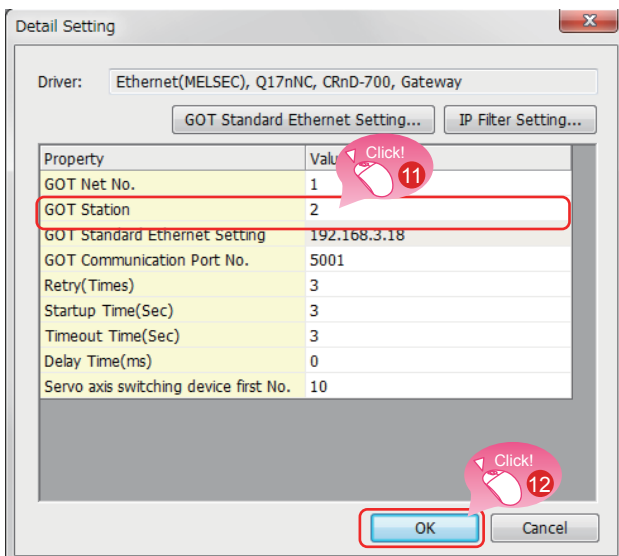 Detail Setting
Driver: Ethernet(MELSEC), Q17nNC, CRnD-700, Gateway
GOT Standard Ethernet Setting... IP Filter Setting...
Property Valu
Click!
11
GOT Net No. 1
GOT Station 2
GOT Standard Ethernet Setting 192.168.3.18
GOT Communication Port No. 5001
Retry(Times) 3
Startup Time(Sec) 3
Timeout Time(Sec) 3
Delay Time(ms) 0
Servo axis switching device first No. 10
Click!
12
OK Cancel